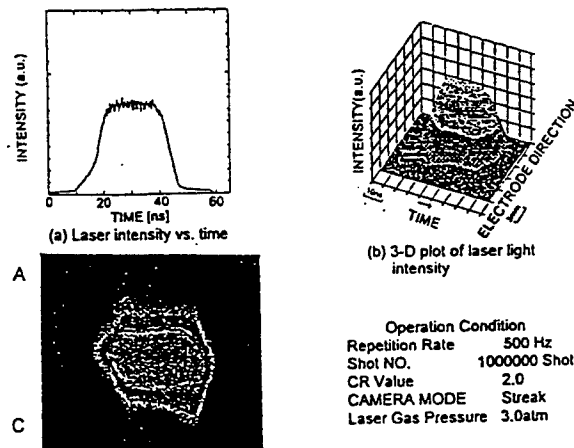 INTENSITY (a.u.)
0 20 40 60
TIME [ns]
(a) Laser intensity vs. time
INTENSITY (a.u.)
TIME
ELECTRODE DIRECTION
(b) 3-D plot of laser light
intensity
A
C
Operation Condition
Repetition Rate 500 Hz
Shot NO. 1000000 Shot
CR Value 2.0
CAMERA MODE Streak
Laser Gas Pressure 3.0atm